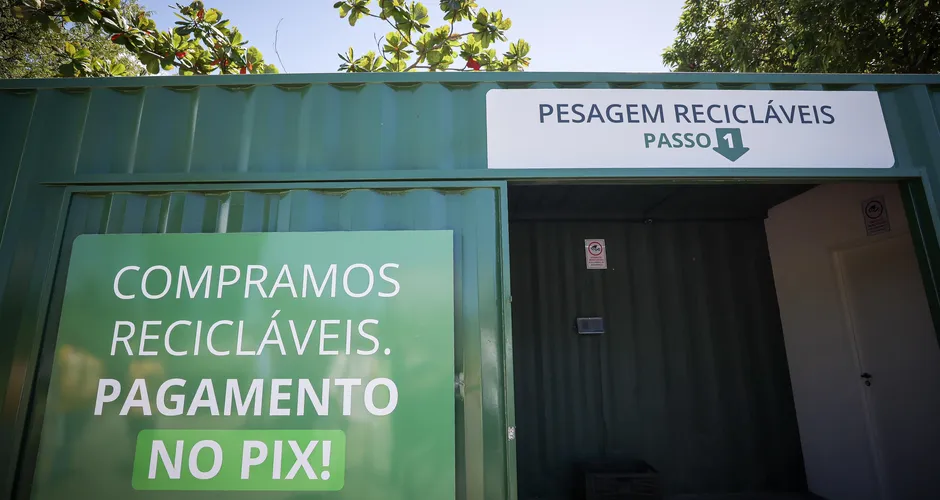 PESAGEM RECICLÁVEIS
PASSO 1
COMPRAMOS
RECICLÁVEIS.
PAGAMENTO
NO PIX!